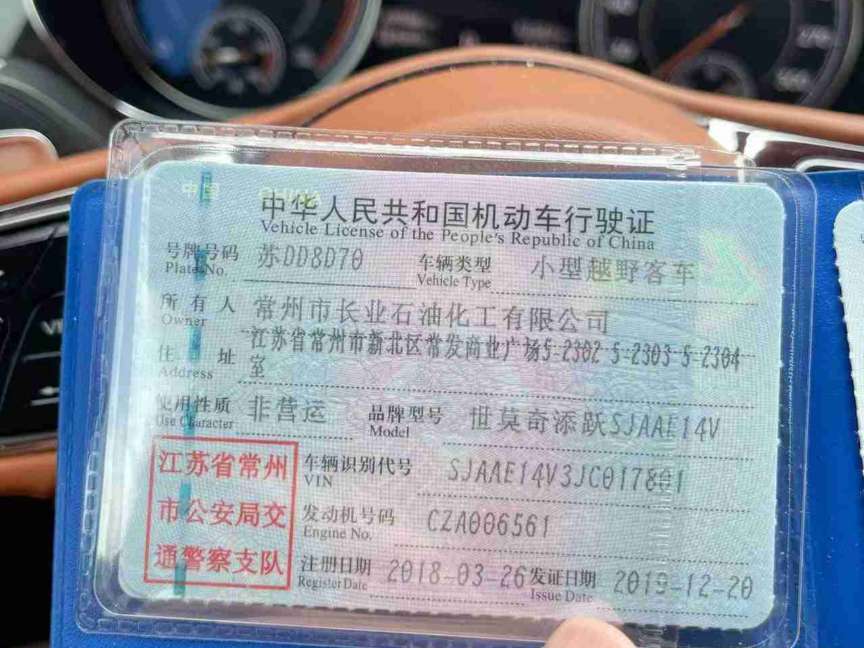 中华人民共和国机动车行驶证
Vehicle License of the People's Republic of China
号牌号码 苏DD8D70 车辆类型 小型越野客车
Plate No. Vehicle Type
所有人 常州市长业石油化工有限公司
Owner
住址 江苏省常州市新北区常发商业广场5-2302 5-2303 5-2304
室
Address
使用性质 非营运 品牌型号 世莫奇添跃SJAAE14V
Use Character Model
江苏省常州 车辆识别代号 SJAAE14V3JC017801
VIN
市公安局交 发动机号码 CZA006561
Engine No.
通警察支队 注册日期 2018-03-26 发证日期 2019-12-20
Register Date Issue Date